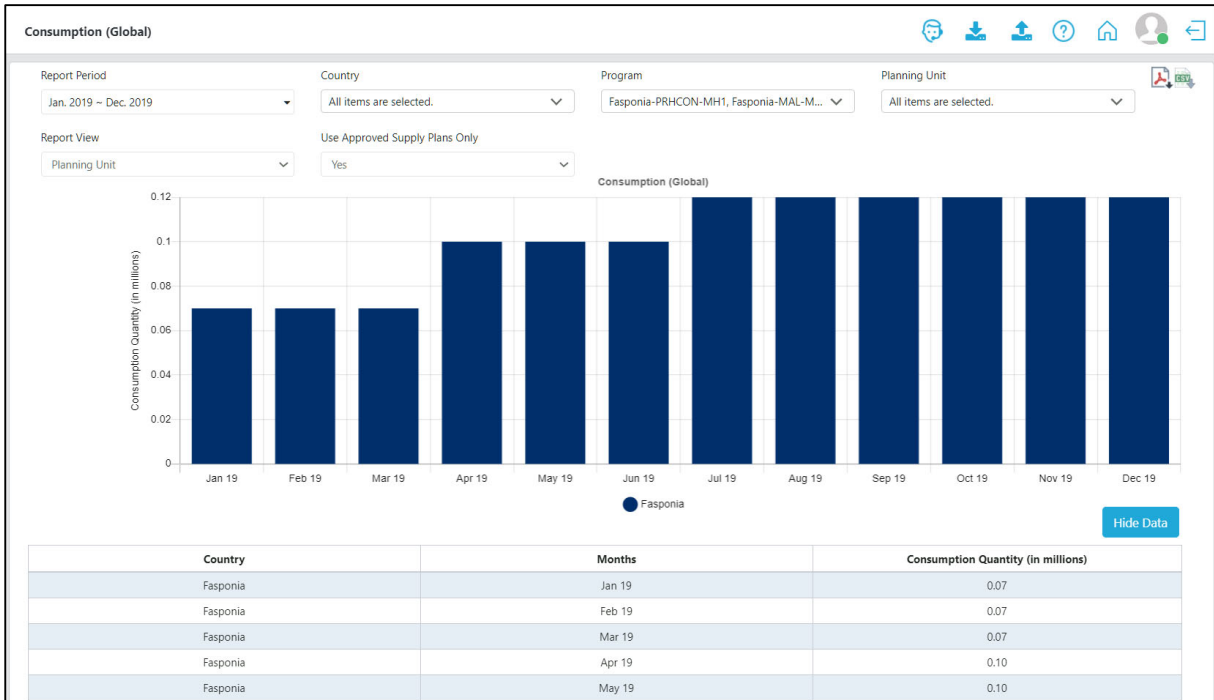 Consumption (Global)
Report Period
Country
Program
Planning Unit
Jan. 2019 ~ Dec. 2019
All items are selected.
Fasponia-PRHCON-MH1, Fasponia-MAL-M...
All items are selected.
CSV
Report View
Use Approved Supply Plans Only
Planning Unit
Yes
Consumption (Global)
Consumption Quantity (in millions)
0.12
0.1
0.08
0.06
0.04
0.02
0
Jan 19 Feb 19 Mar 19 Apr 19 May 19 Jun 19 Jul 19 Aug 19 Sep 19 Oct 19 Nov 19 Dec 19
Fasponia
Hide Data
Country Months Consumption Quantity (in millions)
Fasponia Jan 19 0.07
Fasponia Feb 19 0.07
Fasponia Mar 19 0.07
Fasponia Apr 19 0.10
Fasponia May 19 0.10